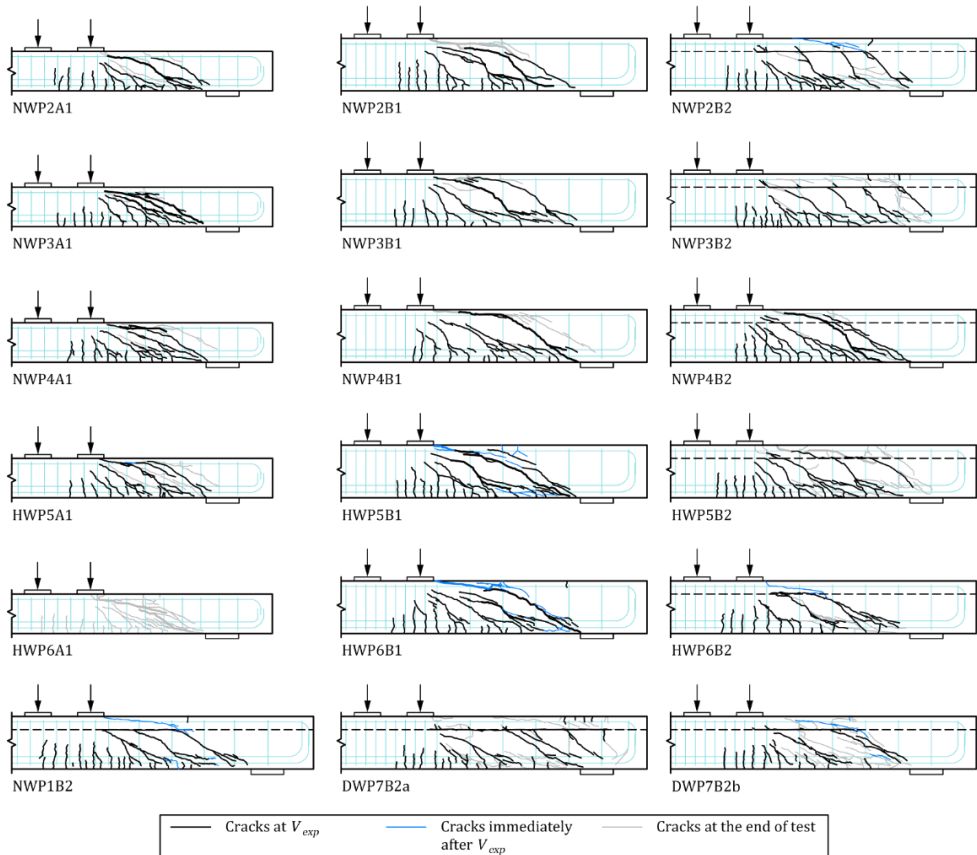 NWP2A1
NWP2B1
NWP2B2
NWP3A1
NWP3B1
NWP3B2
NWP4A1
NWP4B1
NWP4B2
HWP5A1
HWP5B1
HWP5B2
HWP6A1
HWP6B1
HWP6B2
NWP1B2
DWP7B2a
DWP7B2b
Cracks at Vexp
Cracks immediately
after Vexp
Cracks at the end of test